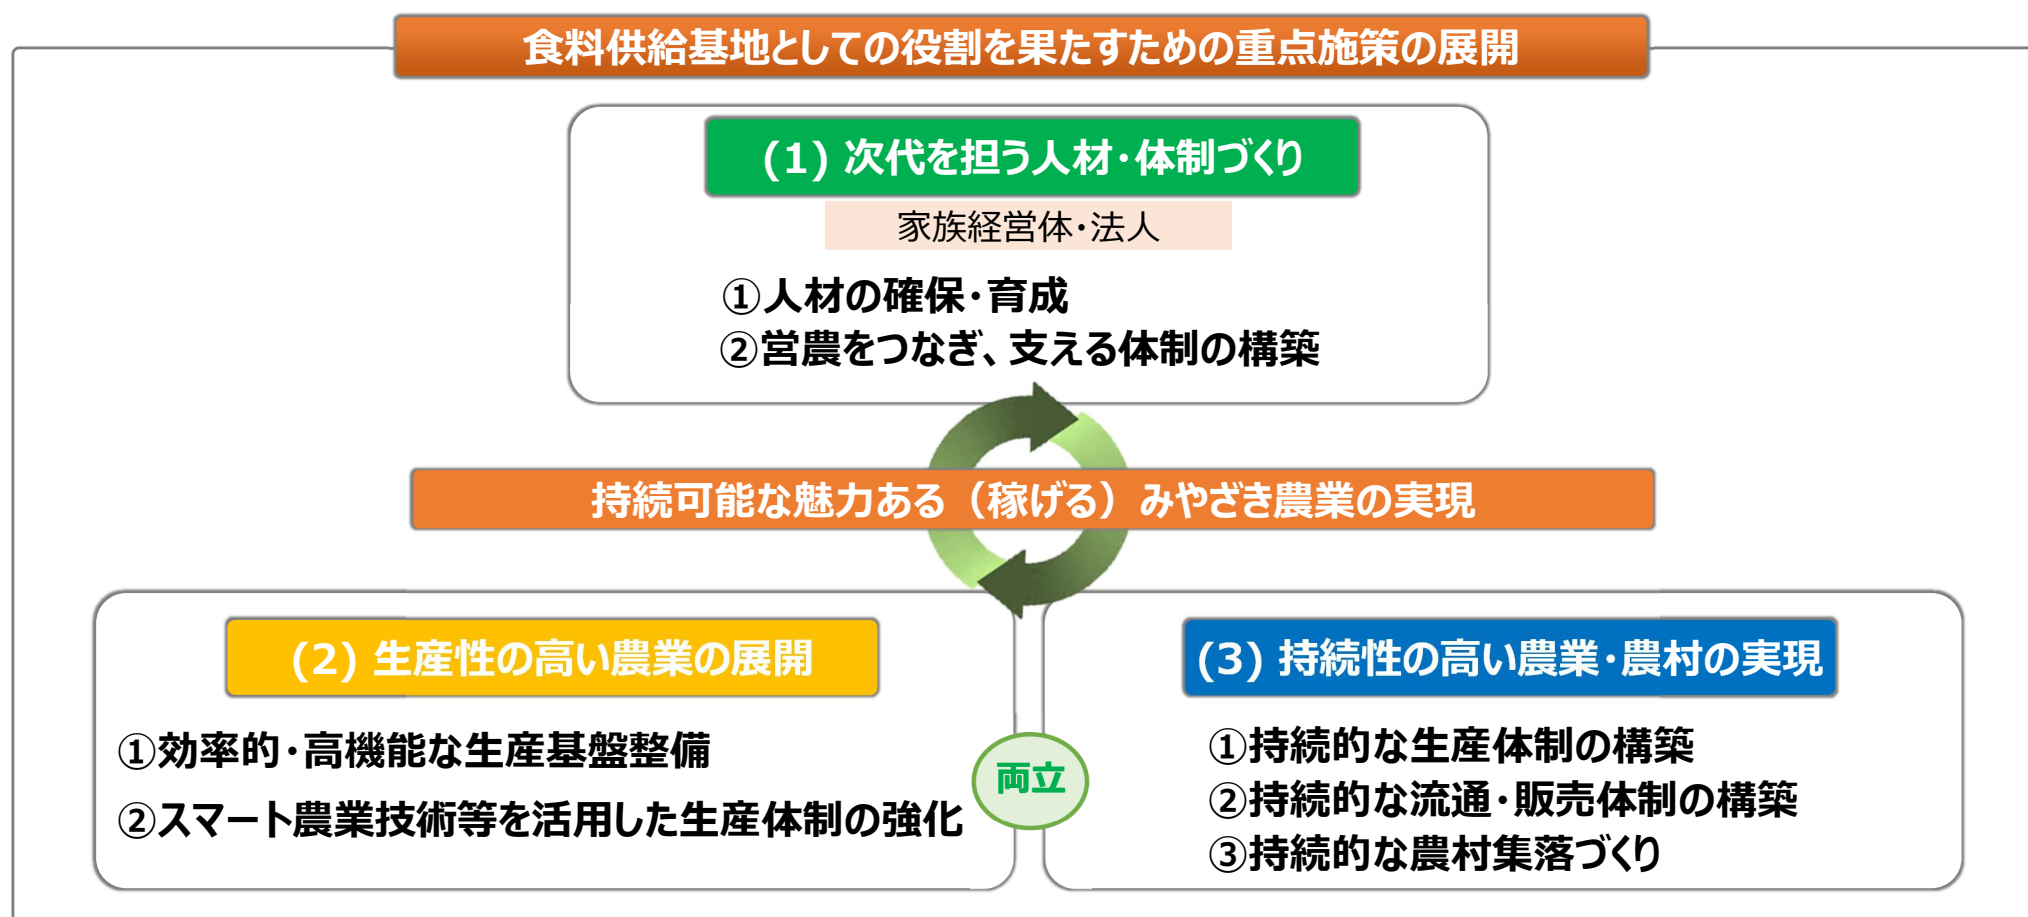 食料供給基地としての役割を果たすための重点施策の展開
(1) 次代を担う人材・体制づくり
家族経営体・法人
①人材の確保・育成
②営農をつなぎ、支える体制の構築
持続可能な魅力ある（稼げる）みやざき農業の実現
(2) 生産性の高い農業の展開
①効率的・高機能な生産基盤整備
②スマート農業技術等を活用した生産体制の強化
両立
(3) 持続性の高い農業・農村の実現
①持続的な生産体制の構築
②持続的な流通・販売体制の構築
③持続的な農村集落づくり